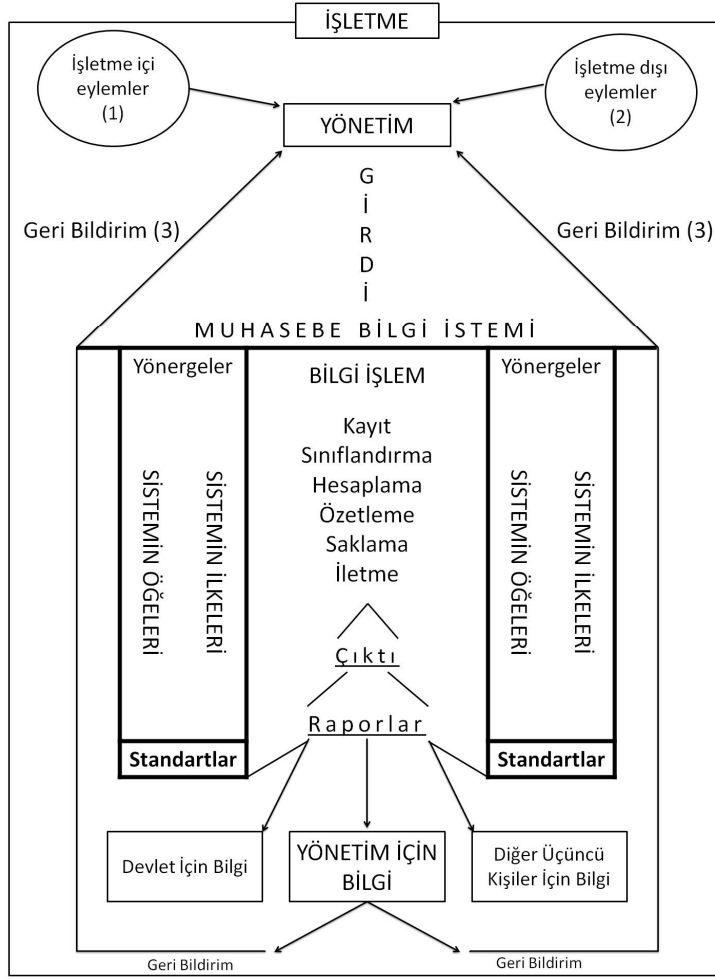 İŞLETME
İşletme içi
eylemler
(1)
İşletme dışı
eylemler
(2)
YÖNETİM
GİRDİ
Geri Bildirim (3)
Geri Bildirim (3)
MUHASEBE BİLGİ İSTEMİ
Yönergeler
SİSTEMİN ÖĞELERİ
SİSTEMİN İLKELERİ
Standartlar
BİLGİ İŞLEM
Kayıt
Sınıflandırma
Hesaplama
Özetleme
Saklama
İletme
Çıktı
Raporlar
Yönergeler
SİSTEMİN ÖĞELERİ
SİSTEMİN İLKELERİ
Standartlar
Devlet İçin Bilgi
YÖNETİM İÇİN
BİLGİ
Diğer Üçüncü
Kişiler İçin Bilgi
Geri Bildirim
Geri Bildirim